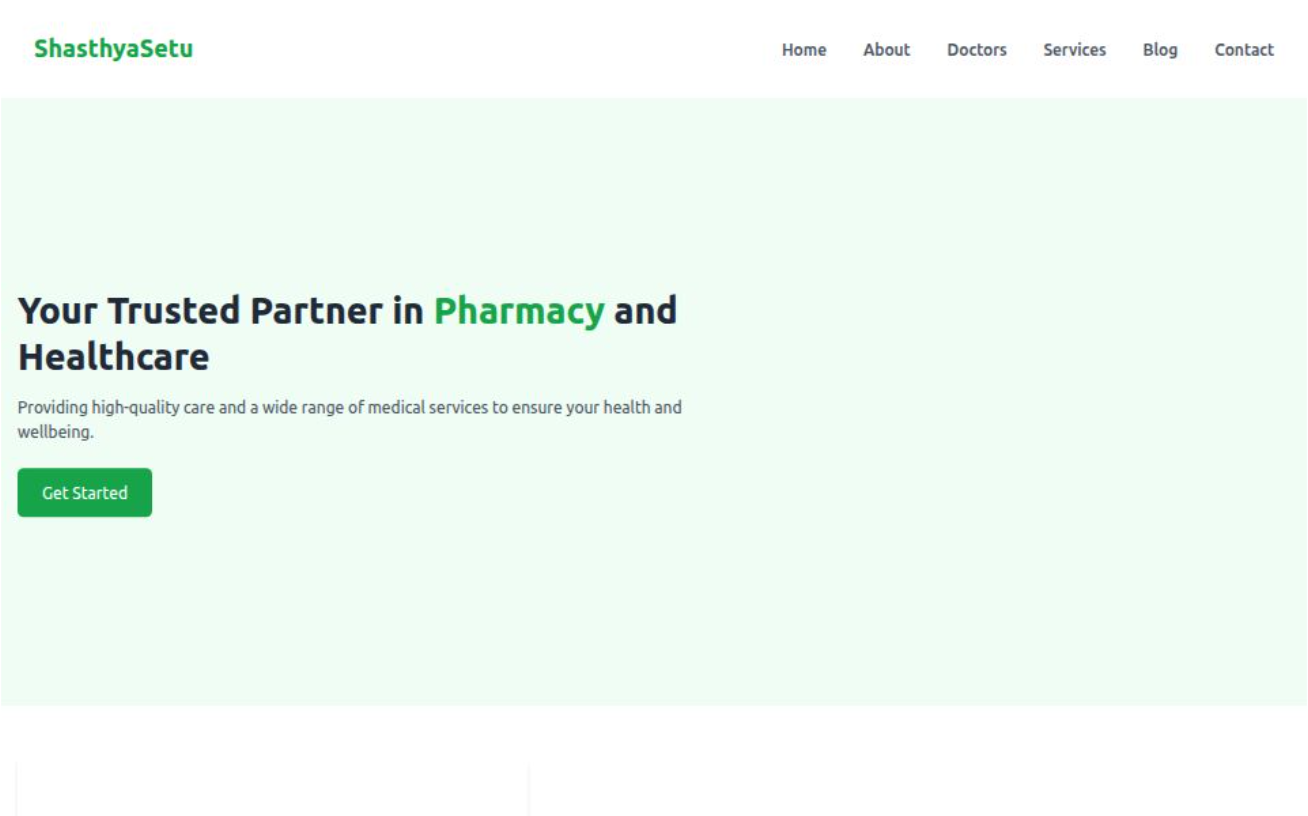 ShasthyaSetu
Home About Doctors Services Blog Contact
Your Trusted Partner in Pharmacy and
Healthcare
Providing high-quality care and a wide range of medical services to ensure your health and
wellbeing.
Get Started